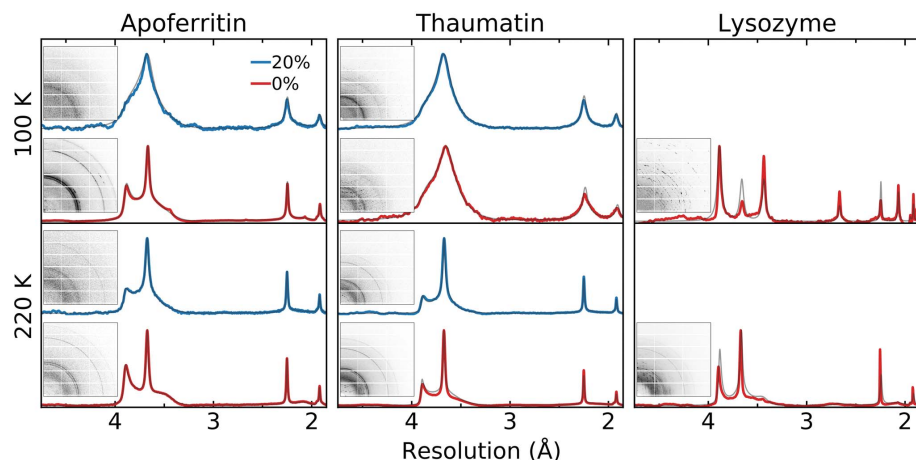 Apoferritin Thaumatin Lysozyme
20%
0%
100 K
220 K
4 3 2 4 3 2 4 3 2
Resolution (Å)